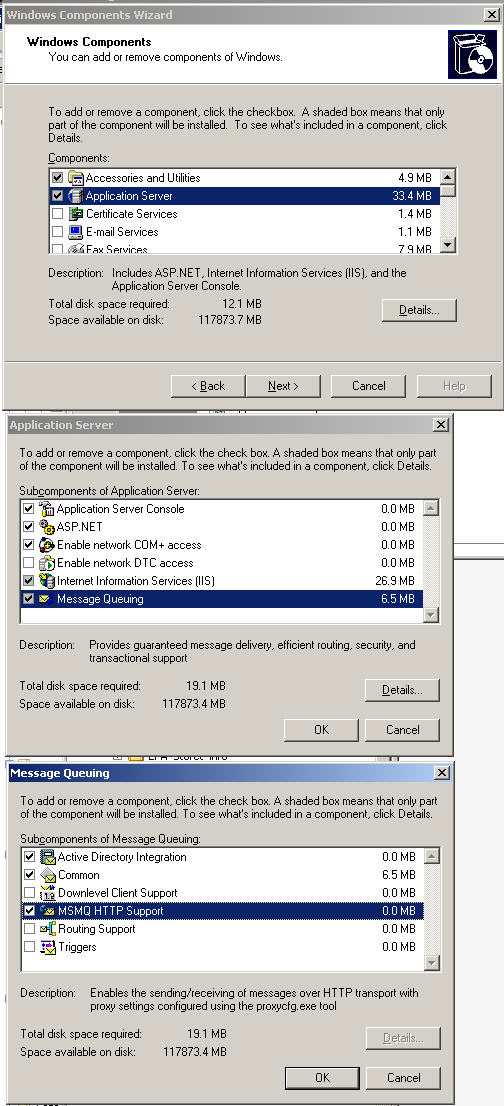 Windows Components Wizard
Windows Components
You can add or remove components of Windows.
To add or remove a component, click the checkbox. A shaded box means that only
part of the component will be installed. To see what's included in a component, click
Details.
Components:
Accessories and Utilities 4.9 MB
Application Server 33.4 MB
Certificate Services 1.4 MB
E-mail Services 1.1 MB
Fax Services 7.9 MB
Description: Includes ASP.NET, Internet Information Services (IIS), and the
Application Server Console.
Total disk space required: 12.1 MB
Space available on disk: 117873.7 MB
Details...
< Back Next > Cancel Help
Application Server
To add or remove a component, click the check box. A shaded box means that only part
of the component will be installed. To see what's included in a component, click Details.
Subcomponents of Application Server:
Application Server Console 0.0 MB
ASP.NET 0.0 MB
Enable network COM+ access 0.0 MB
Enable network DTC access 0.0 MB
Internet Information Services (IIS) 26.9 MB
Message Queuing 6.5 MB
Description: Provides guaranteed message delivery, efficient routing, security, and
transactional support
Total disk space required: 19.1 MB
Space available on disk: 117873.4 MB
Details...
OK Cancel
Message Queuing
To add or remove a component, click the check box. A shaded box means that only part
of the component will be installed. To see what's included in a component, click Details.
Subcomponents of Message Queuing:
Active Directory Integration 0.0 MB
Common 6.5 MB
Downlevel Client Support 0.0 MB
MSMQ HTTP Support 0.0 MB
Routing Support 0.0 MB
Triggers 0.0 MB
Description: Enables the sending/receiving of messages over HTTP transport with
proxy settings configured using the proxycfg.exe tool
Total disk space required: 19.1 MB
Space available on disk: 117873.4 MB
Details...
OK Cancel